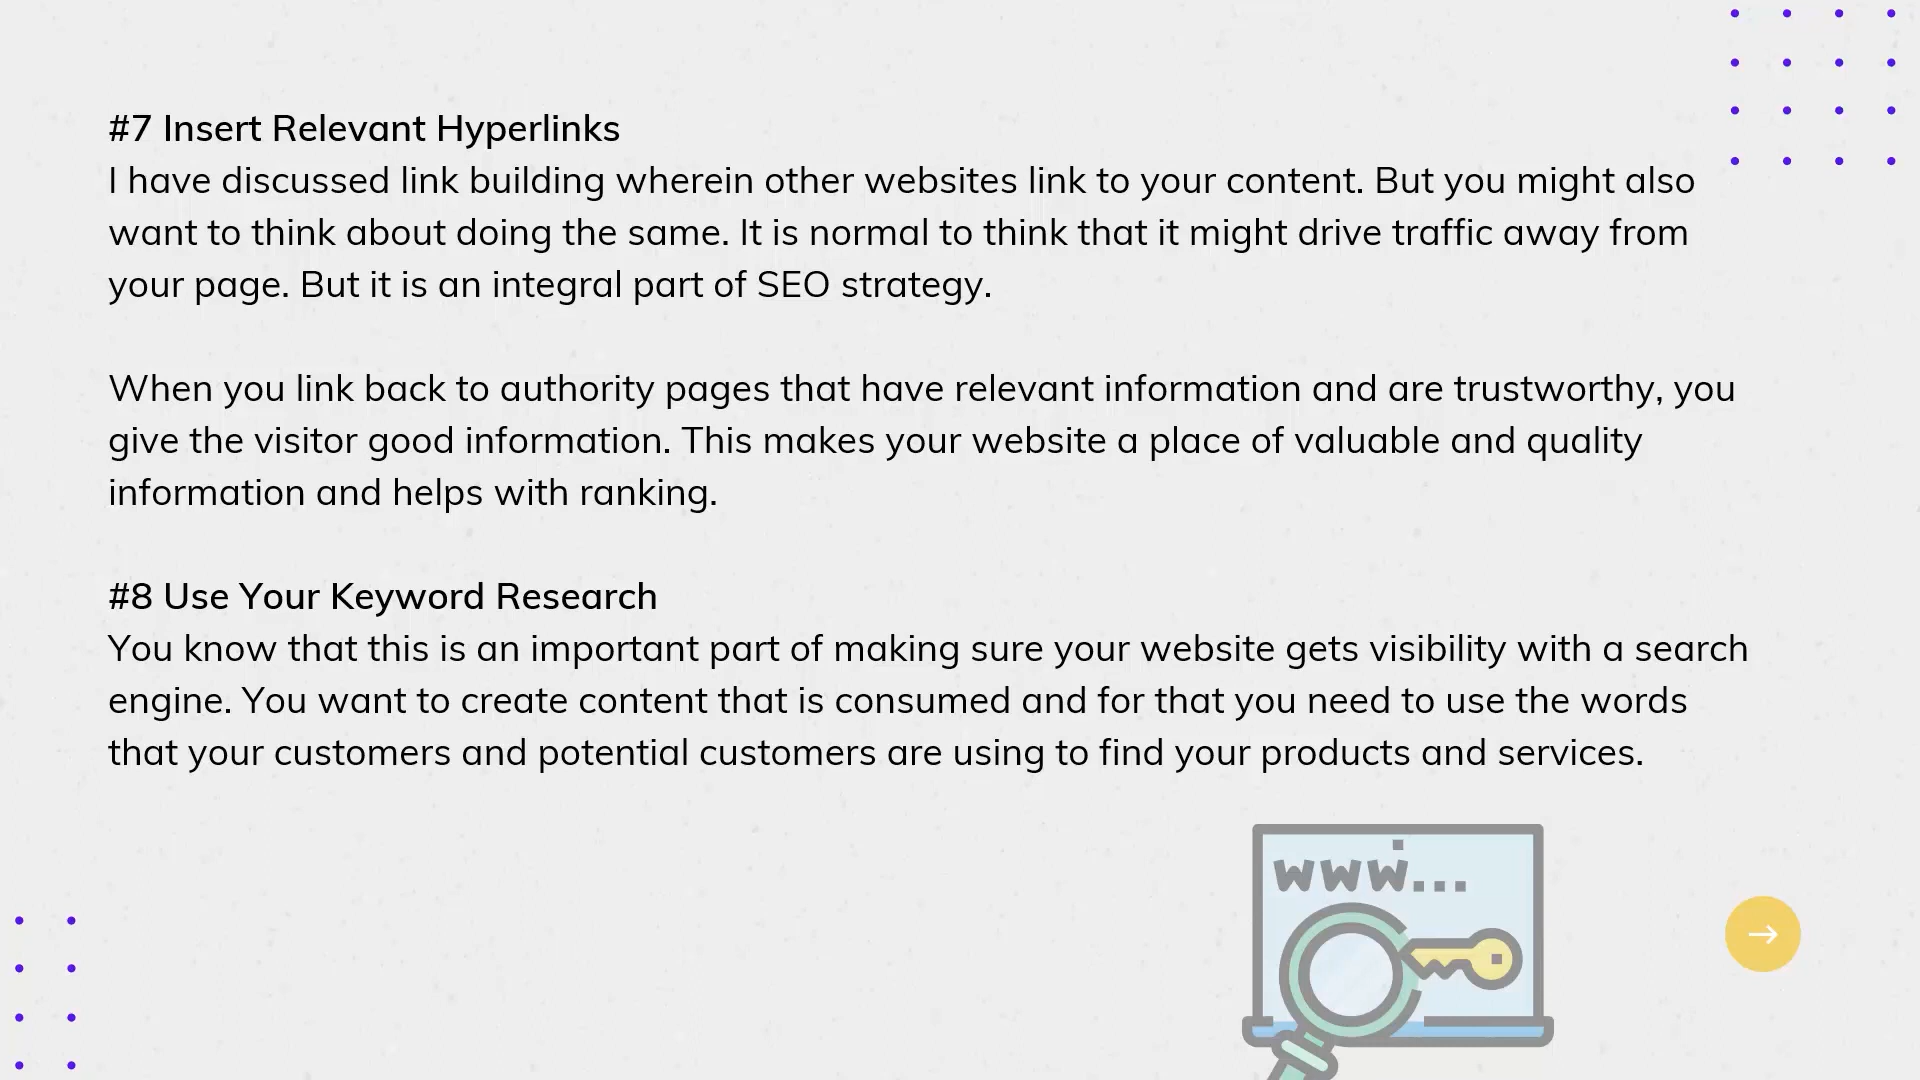 #7 Insert Relevant Hyperlinks
I have discussed link building wherein other websites link to your content. But you might also
want to think about doing the same. It is normal to think that it might drive traffic away from
your page. But it is an integral part of SEO strategy.
When you link back to authority pages that have relevant information and are trustworthy, you
give the visitor good information. This makes your website a place of valuable and quality
information and helps with ranking.
#8 Use Your Keyword Research
You know that this is an important part of making sure your website gets visibility with a search
engine. You want to create content that is consumed and for that you need to use the words
that your customers and potential customers are using to find your products and services.
www...